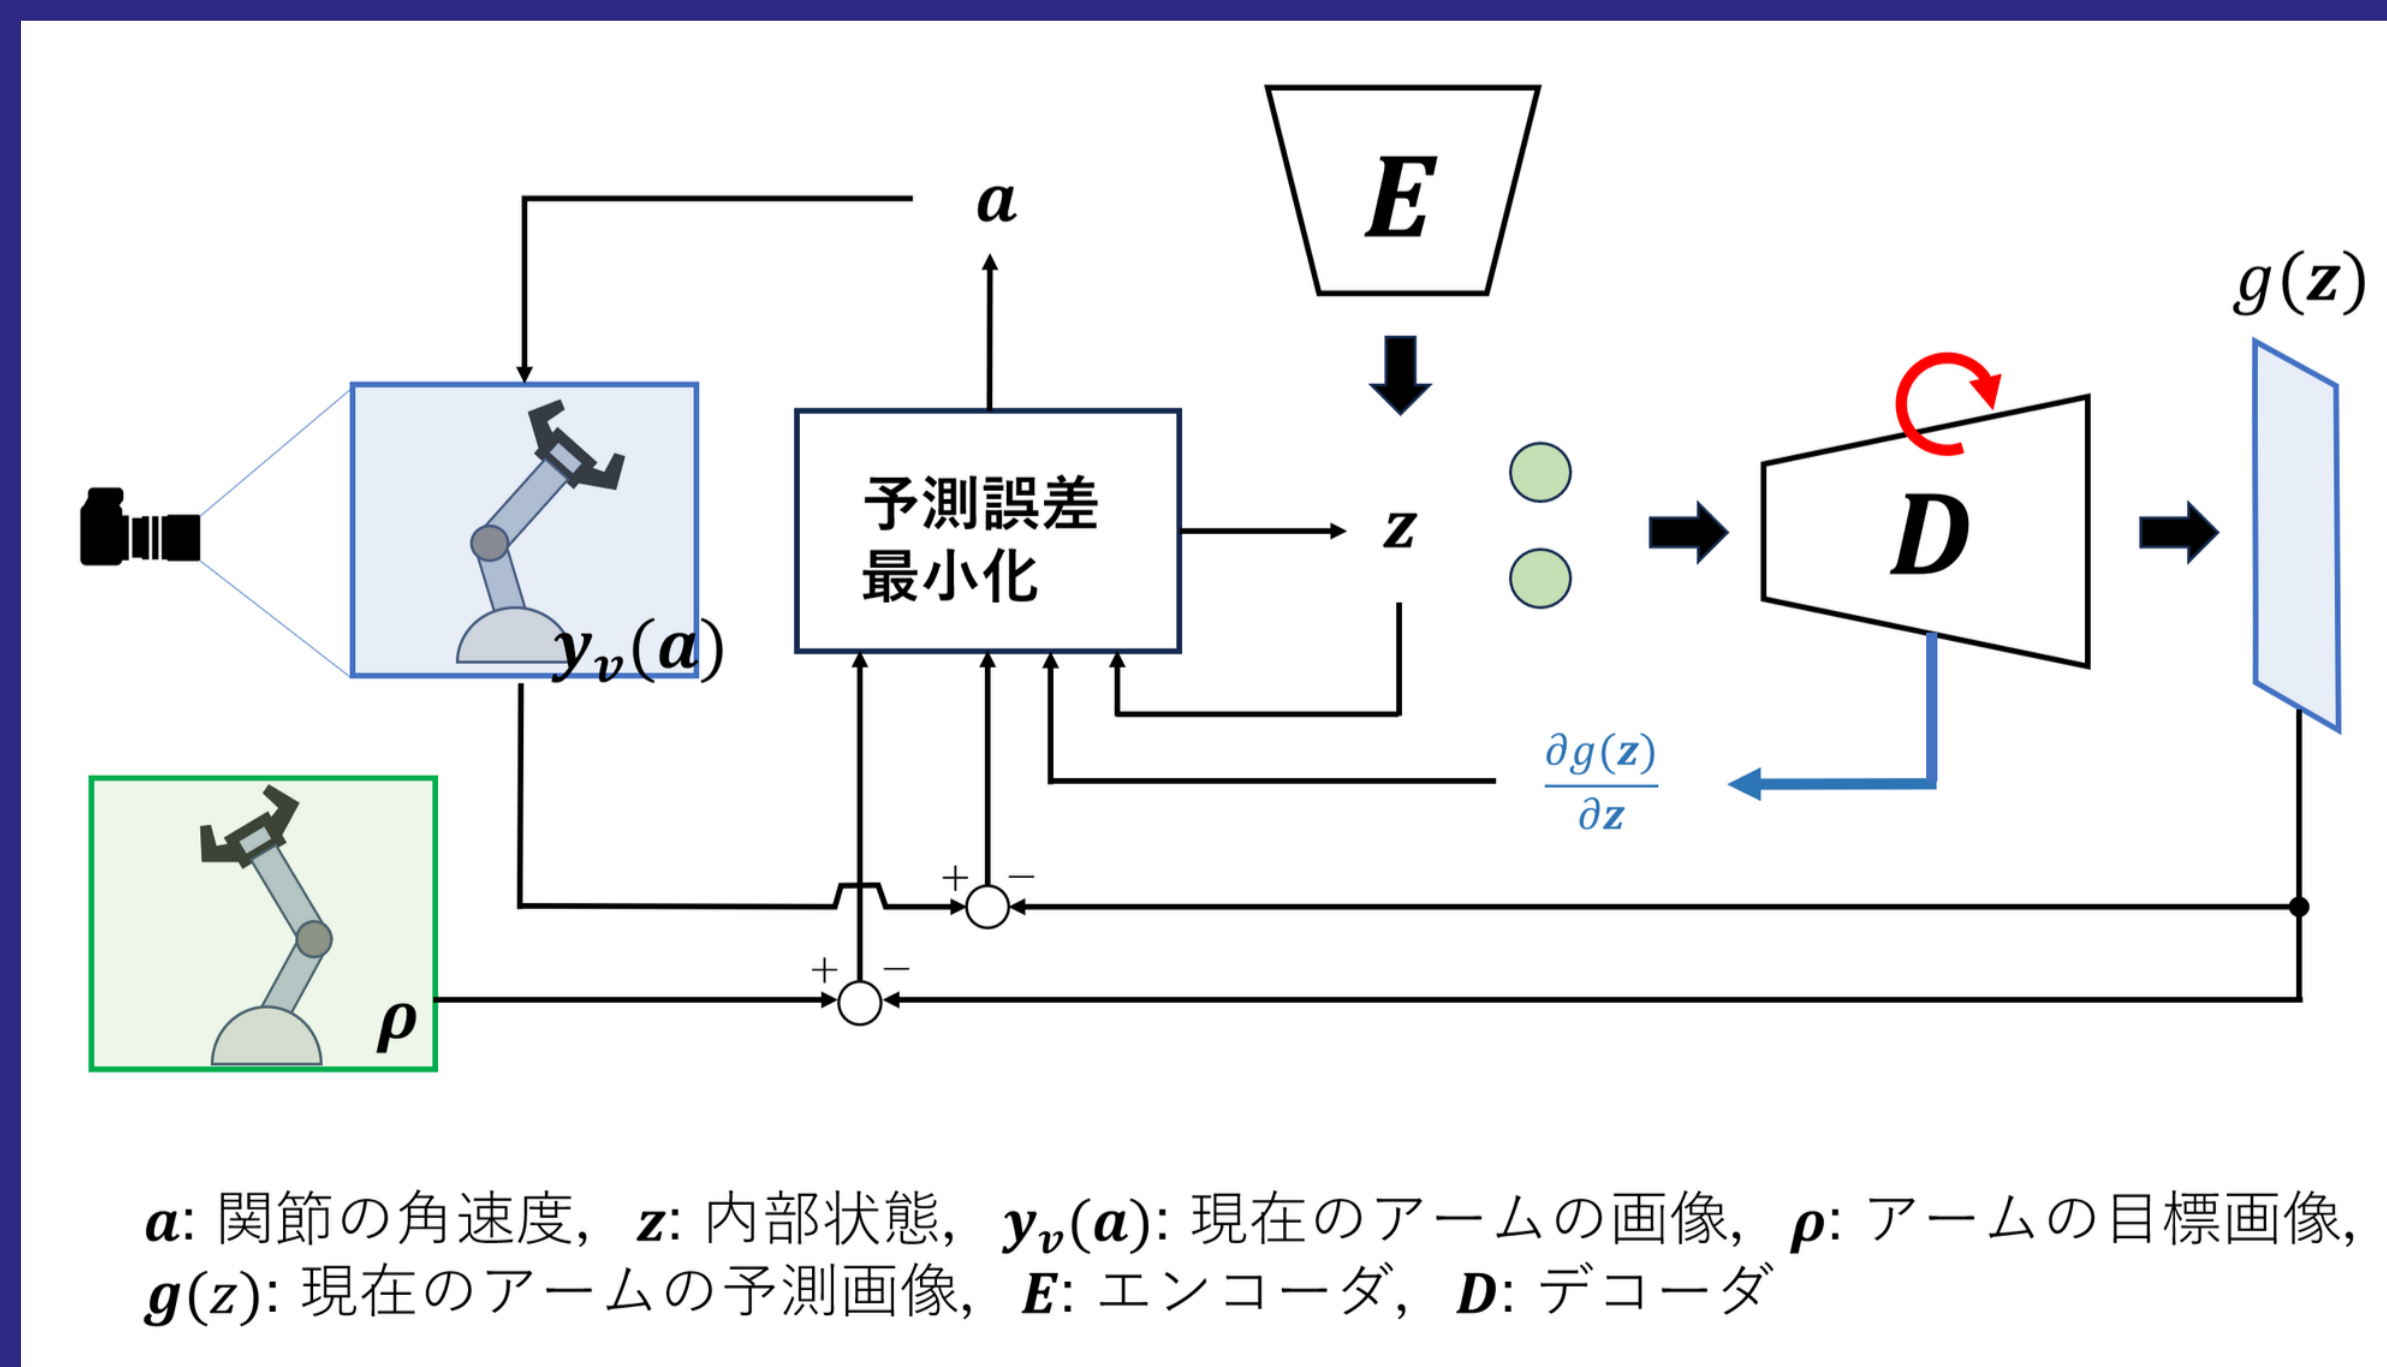 E
a
g(z)
予測誤差
最小化
z
D
y_v(a)
∂g(z)
∂z
+ −
+ −
ρ
a: 関節の角速度, z: 内部状態, y_v(a): 現在のアームの画像, ρ: アームの目標画像,
g(z): 現在のアームの予測画像, E: エンコーダ, D: デコーダ